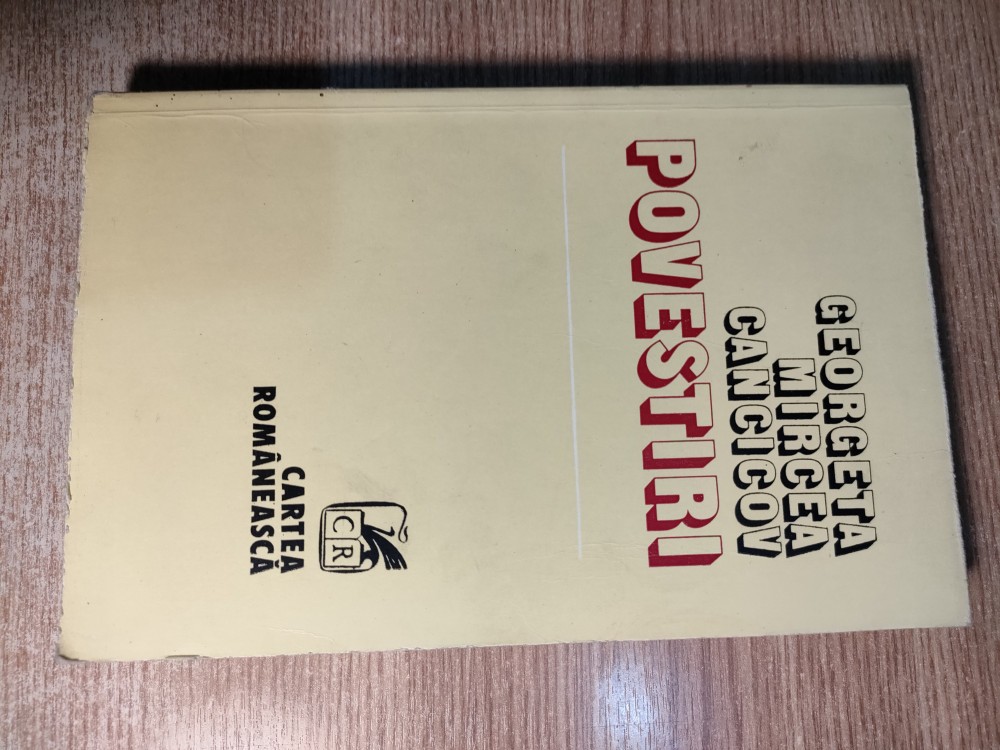 GEORGETA
MIRCEA
CANCICOV
POVESTIRI
CR
CARTEA
ROMÂNEASCĂ